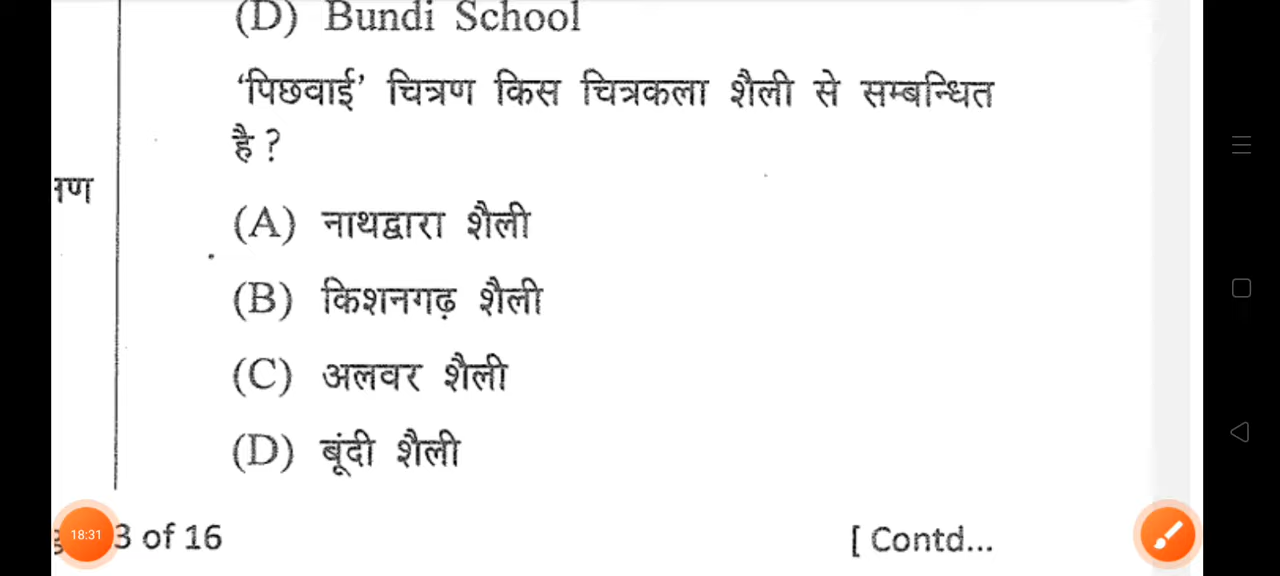 (D) Bundi School
‘पिछवाई’ चित्रण किस चित्रकला शैली से सम्बन्धित
है ?
(A) नाथद्वारा शैली
(B) किशनगढ़ शैली
(C) अलवर शैली
(D) बूंदी शैली
18:31 3 of 16
[ Contd...